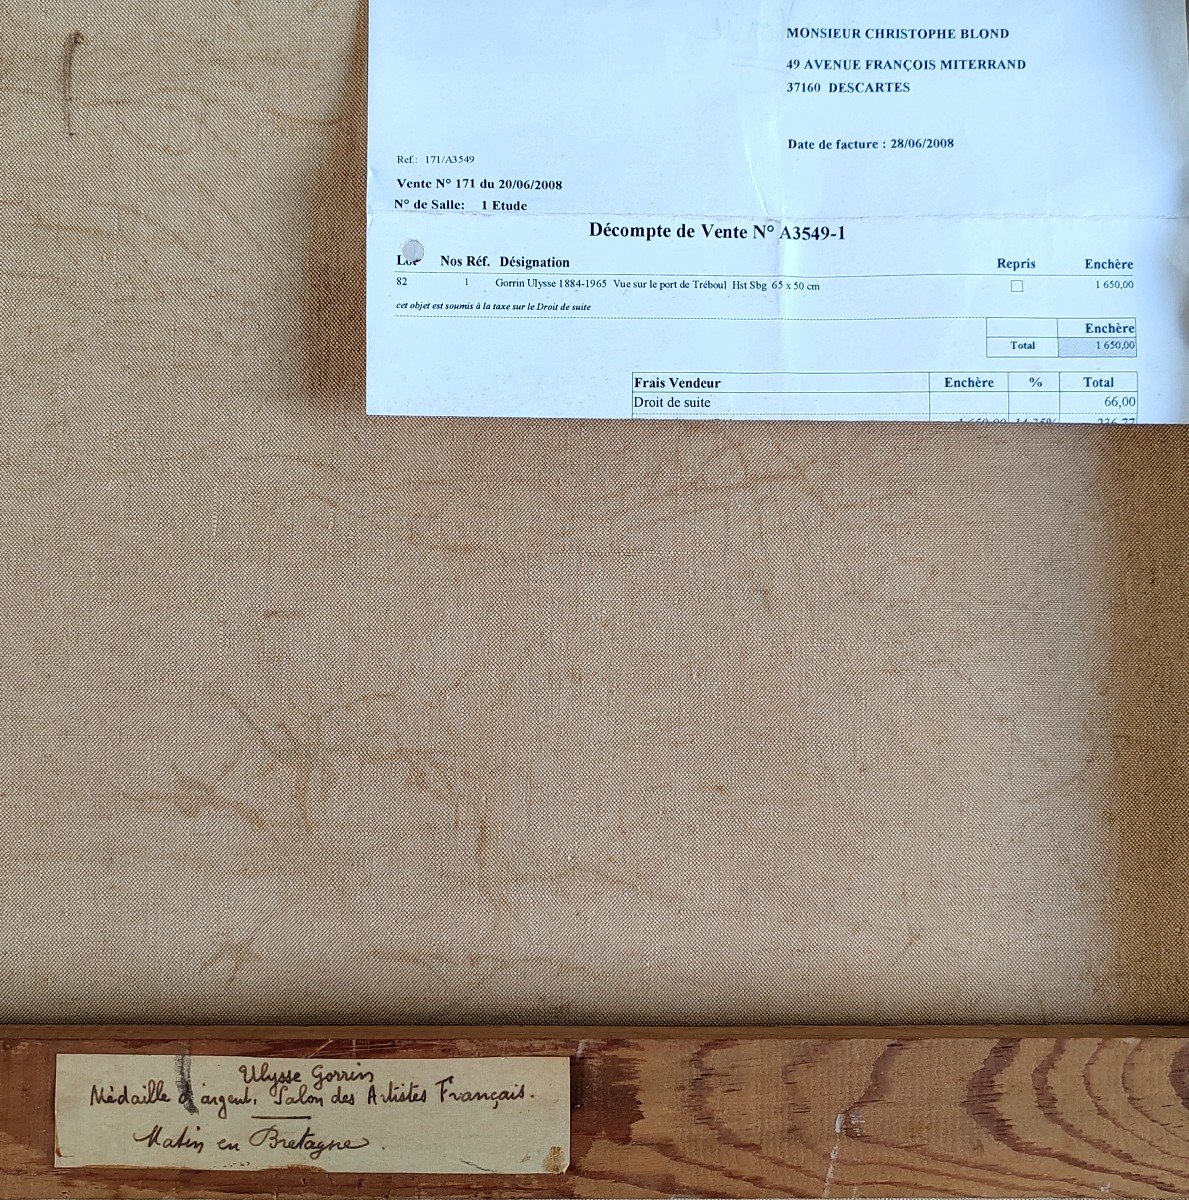 MONSIEUR CHRISTOPHE BLOND
49 AVENUE FRANÇOIS MITERRAND
37160 DESCARTES
Date de facture : 28/06/2008
Ref.: 171/A3549
Vente N° 171 du 20/06/2008
N° de Salle: 1 Etude
Décompte de Vente N° A3549-1
Lot Nos Réf. Désignation Repris Enchère
82 1 Gorrin Ulysse 1884-1965 Vue sur le port de Tréboul Hst Sbg 65 x 50 cm 1 650,00
cet objet est soumis à la taxe sur le Droit de suite
Enchère
Total 1 650,00
Frais Vendeur Enchère % Total
Droit de suite 66,00
Ulysse Gorrin
Médaille d'argent, Salon des Artistes Français.
Matin en Bretagne.